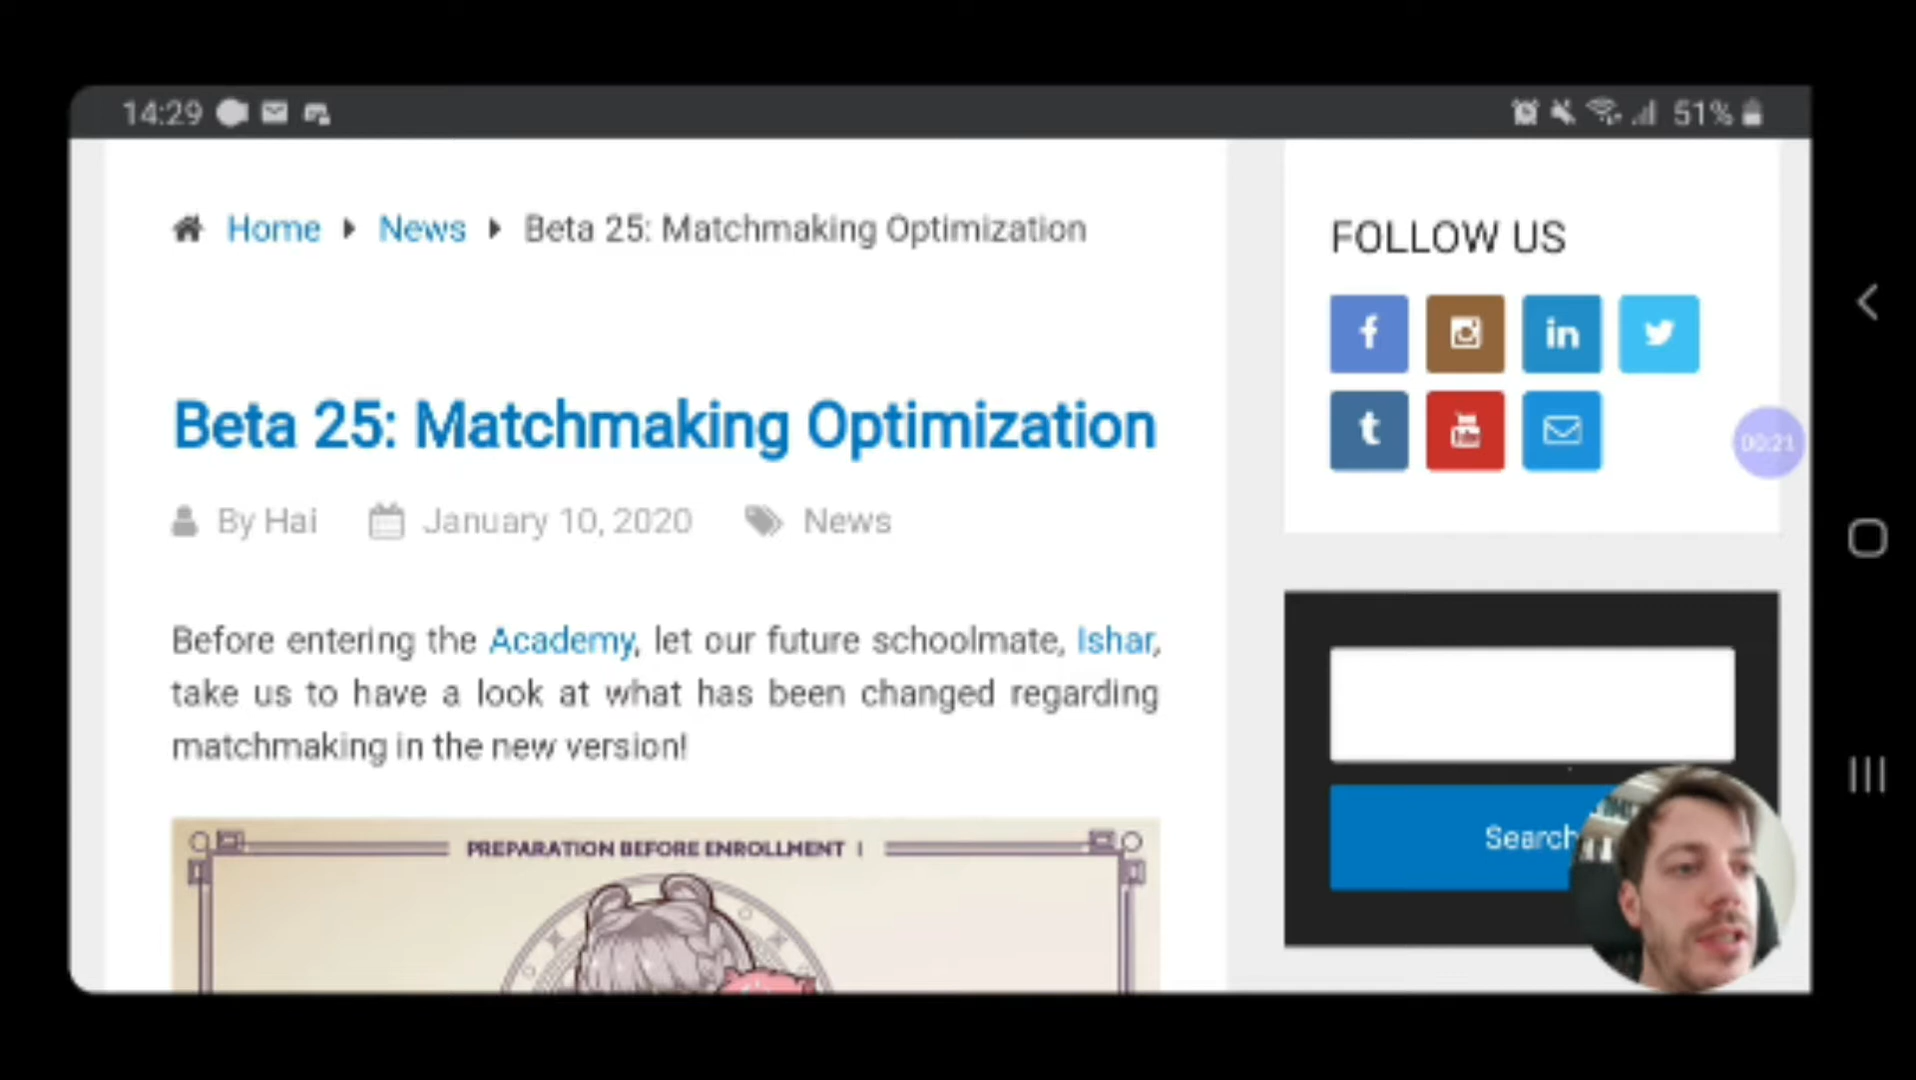 14:29
51%
Home News Beta 25: Matchmaking Optimization
FOLLOW US
Beta 25: Matchmaking Optimization
00:21
By Hai January 10, 2020 News
Before entering the Academy, let our future schoolmate, Ishar,
take us to have a look at what has been changed regarding
matchmaking in the new version!
Search
PREPARATION BEFORE ENROLLMENT I